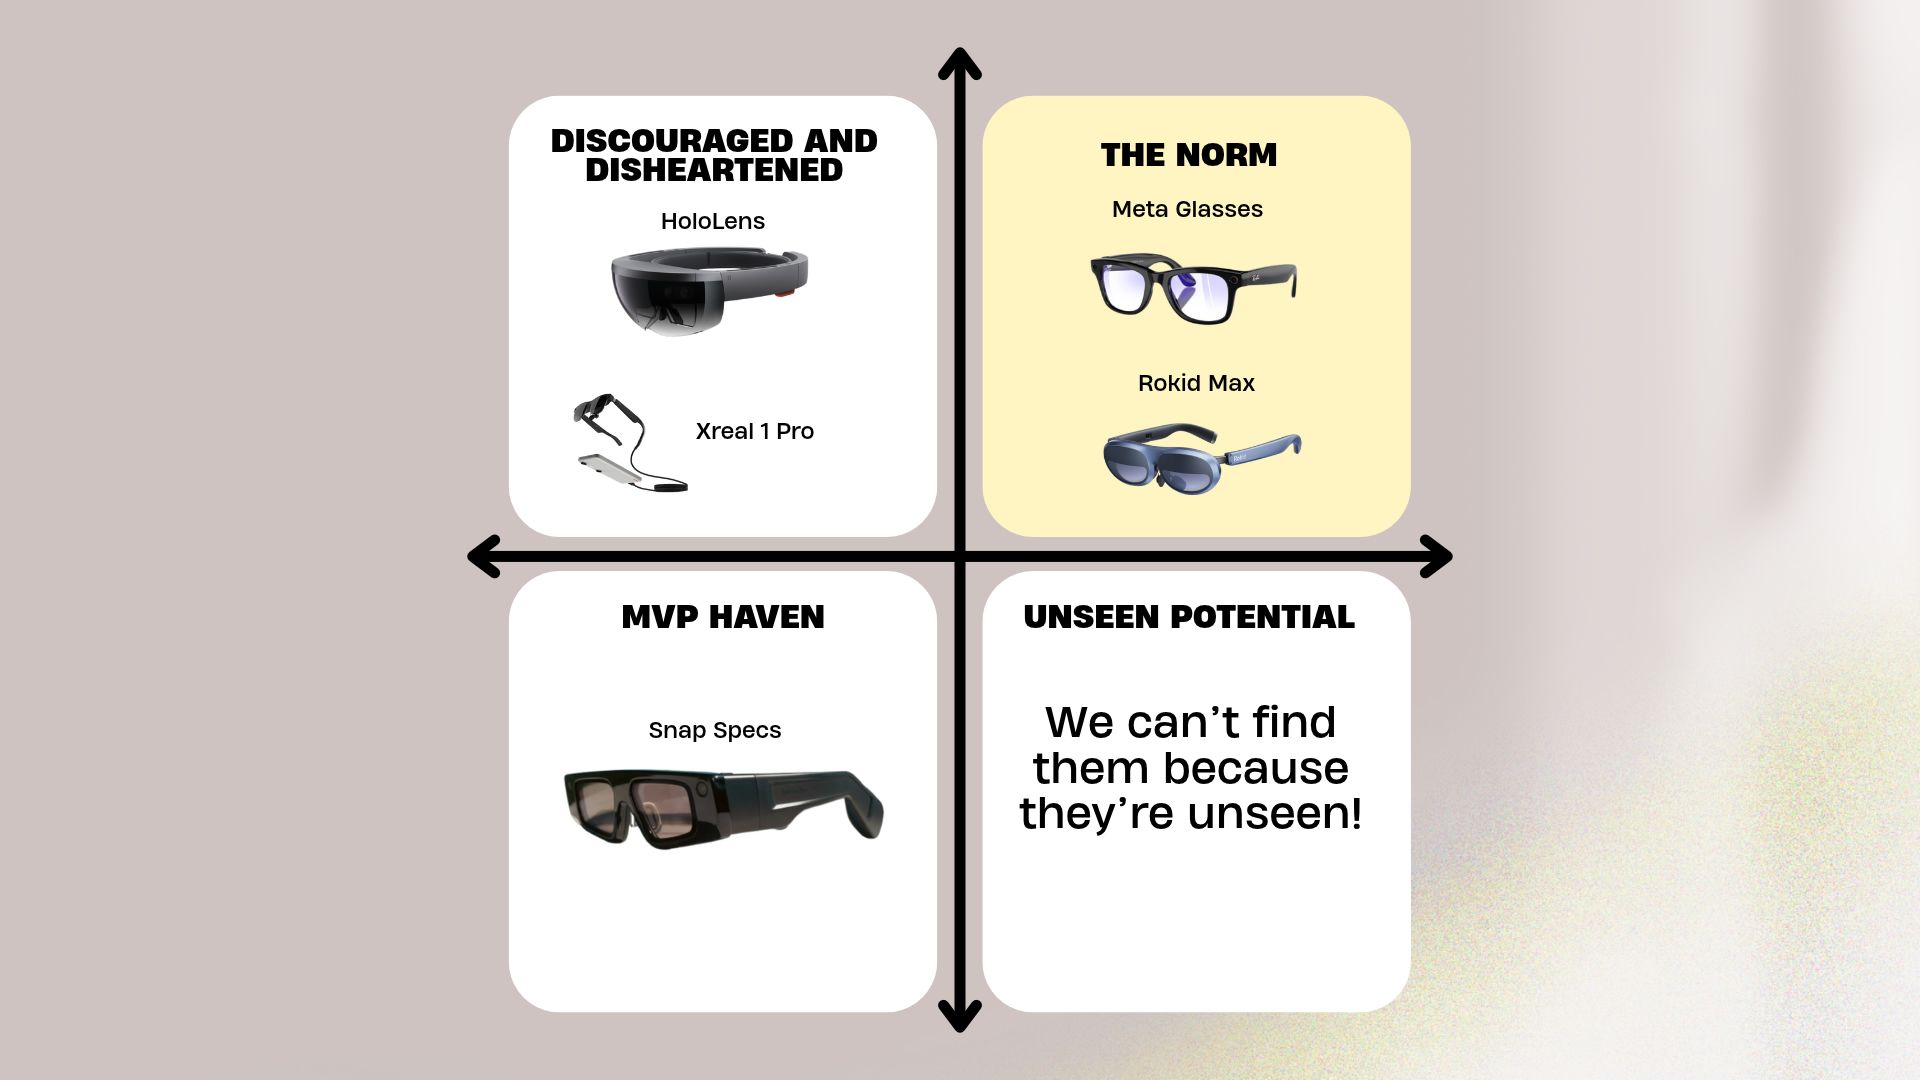 DISCOURAGED AND
DISHEARTENED
HoloLens
Xreal 1 Pro
THE NORM
Meta Glasses
Rokid Max
Rokid
MVP HAVEN
Snap Specs
UNSEEN POTENTIAL
We can’t find
them because
they’re unseen!